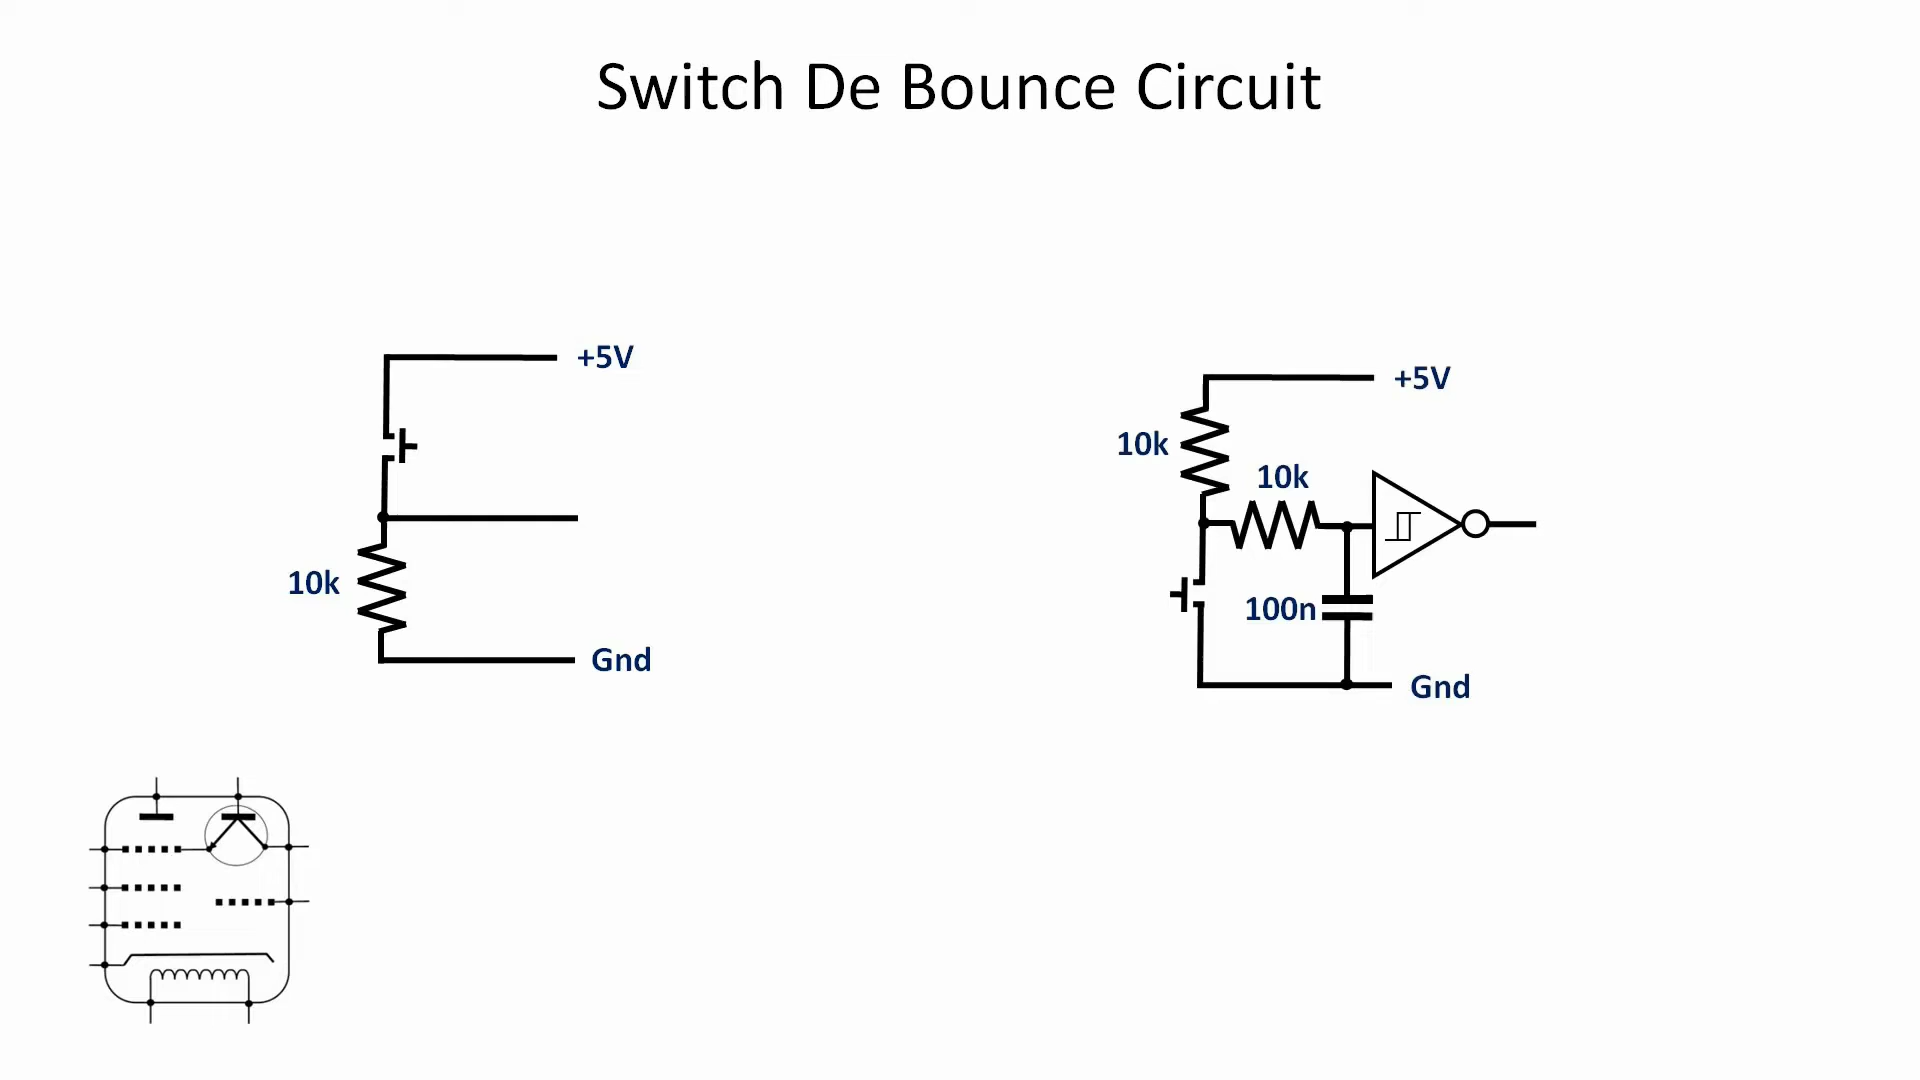 Switch De Bounce Circuit
+5V
10k
Gnd
+5V
10k
10k
100n
Gnd